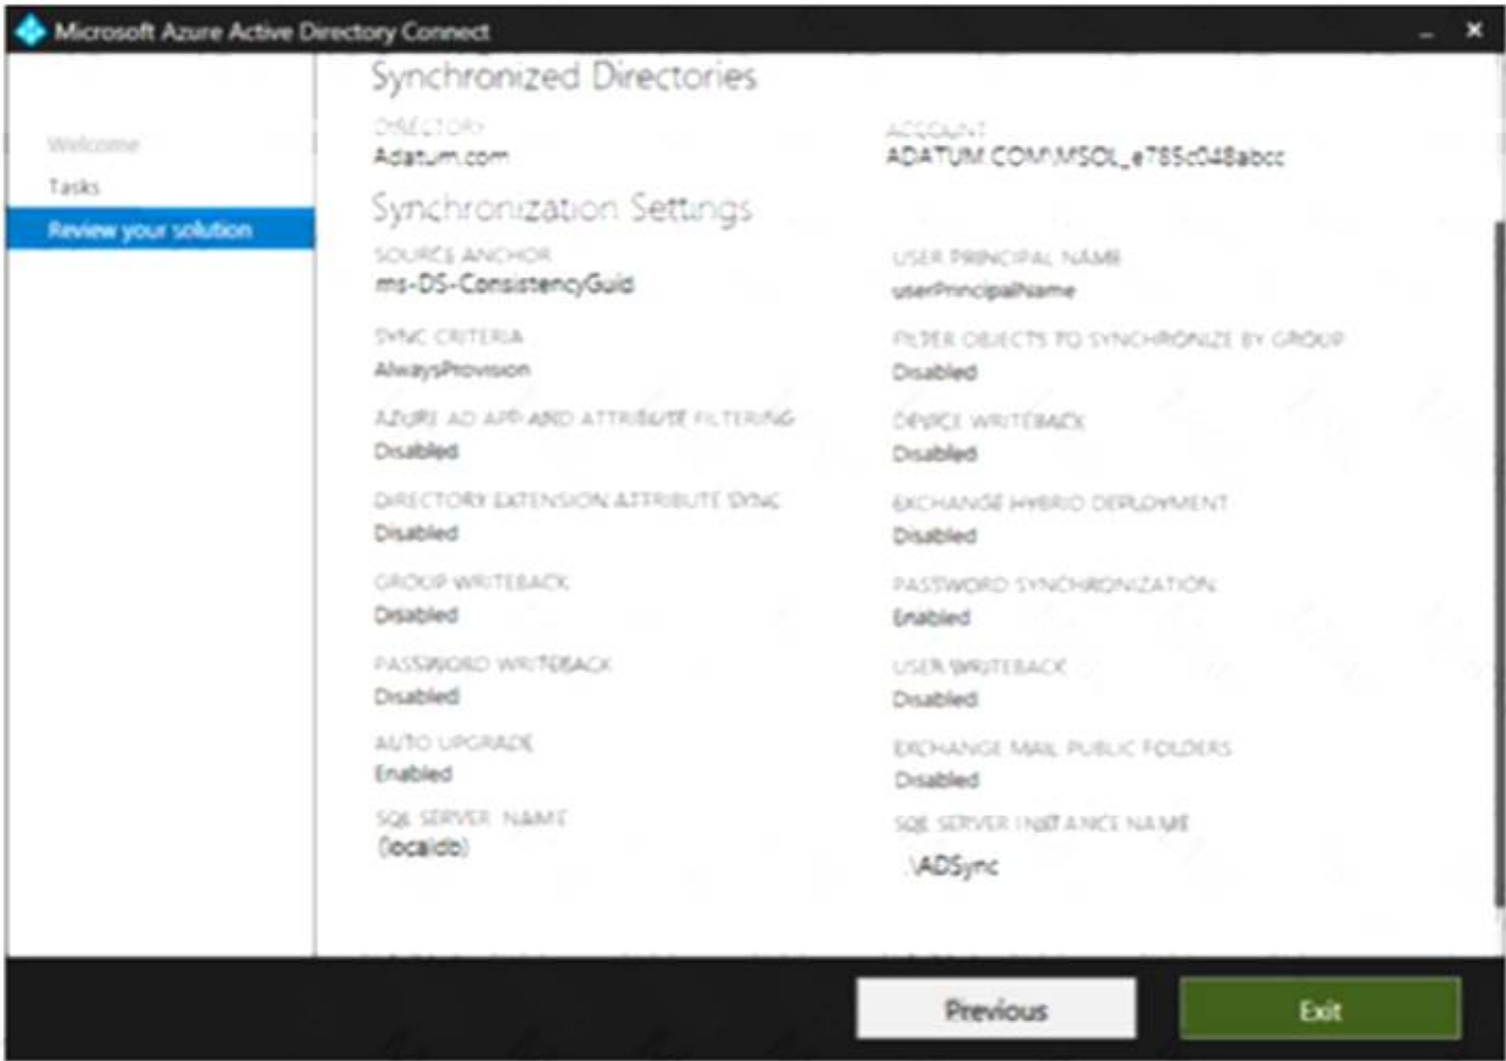 Microsoft Azure Active Directory Connect
Welcome
Tasks
Review your solution
Synchronized Directories
DIRECTORY
Adatum.com
ACCOUNT
ADATUM.COM\MSOL_e785c048abcc
Synchronization Settings
SOURCE ANCHOR
ms-DS-ConsistencyGuid
USER PRINCIPAL NAME
userPrincipalName
SYNC CRITERIA
AlwaysProvision
FILTER OBJECTS TO SYNCHRONIZE BY GROUP
Disabled
AZURE AD APP AND ATTRIBUTE FILTERING
Disabled
DEVICE WRITEBACK
Disabled
DIRECTORY EXTENSION ATTRIBUTE SYNC
Disabled
EXCHANGE HYBRID DEPLOYMENT
Disabled
GROUP WRITEBACK
Disabled
PASSWORD SYNCHRONIZATION
Enabled
PASSWORD WRITEBACK
Disabled
USER WRITEBACK
Disabled
AUTO UPGRADE
Enabled
EXCHANGE MAIL PUBLIC FOLDERS
Disabled
SQL SERVER NAME
(localdb)
SQL SERVER INSTANCE NAME
.\ADSync
Previous
Exit